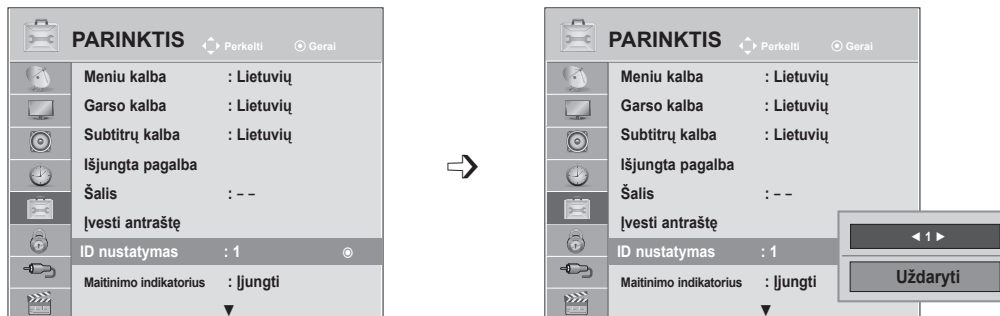 PARINKTIS Perkelti Gerai
Meniu kalba : Lietuvių
Garso kalba : Lietuvių
Subtitrų kalba : Lietuvių
Išjungta pagalba
Šalis : – –
Įvesti antraštę
ID nustatymas : 1
Maitinimo indikatorius : Įjungti
PARINKTIS Perkelti Gerai
Meniu kalba : Lietuvių
Garso kalba : Lietuvių
Subtitrų kalba : Lietuvių
Išjungta pagalba
Šalis : – –
Įvesti antraštę
ID nustatymas : 1
Maitinimo indikatorius : Įjungti
◄ 1 ►
Uždaryti